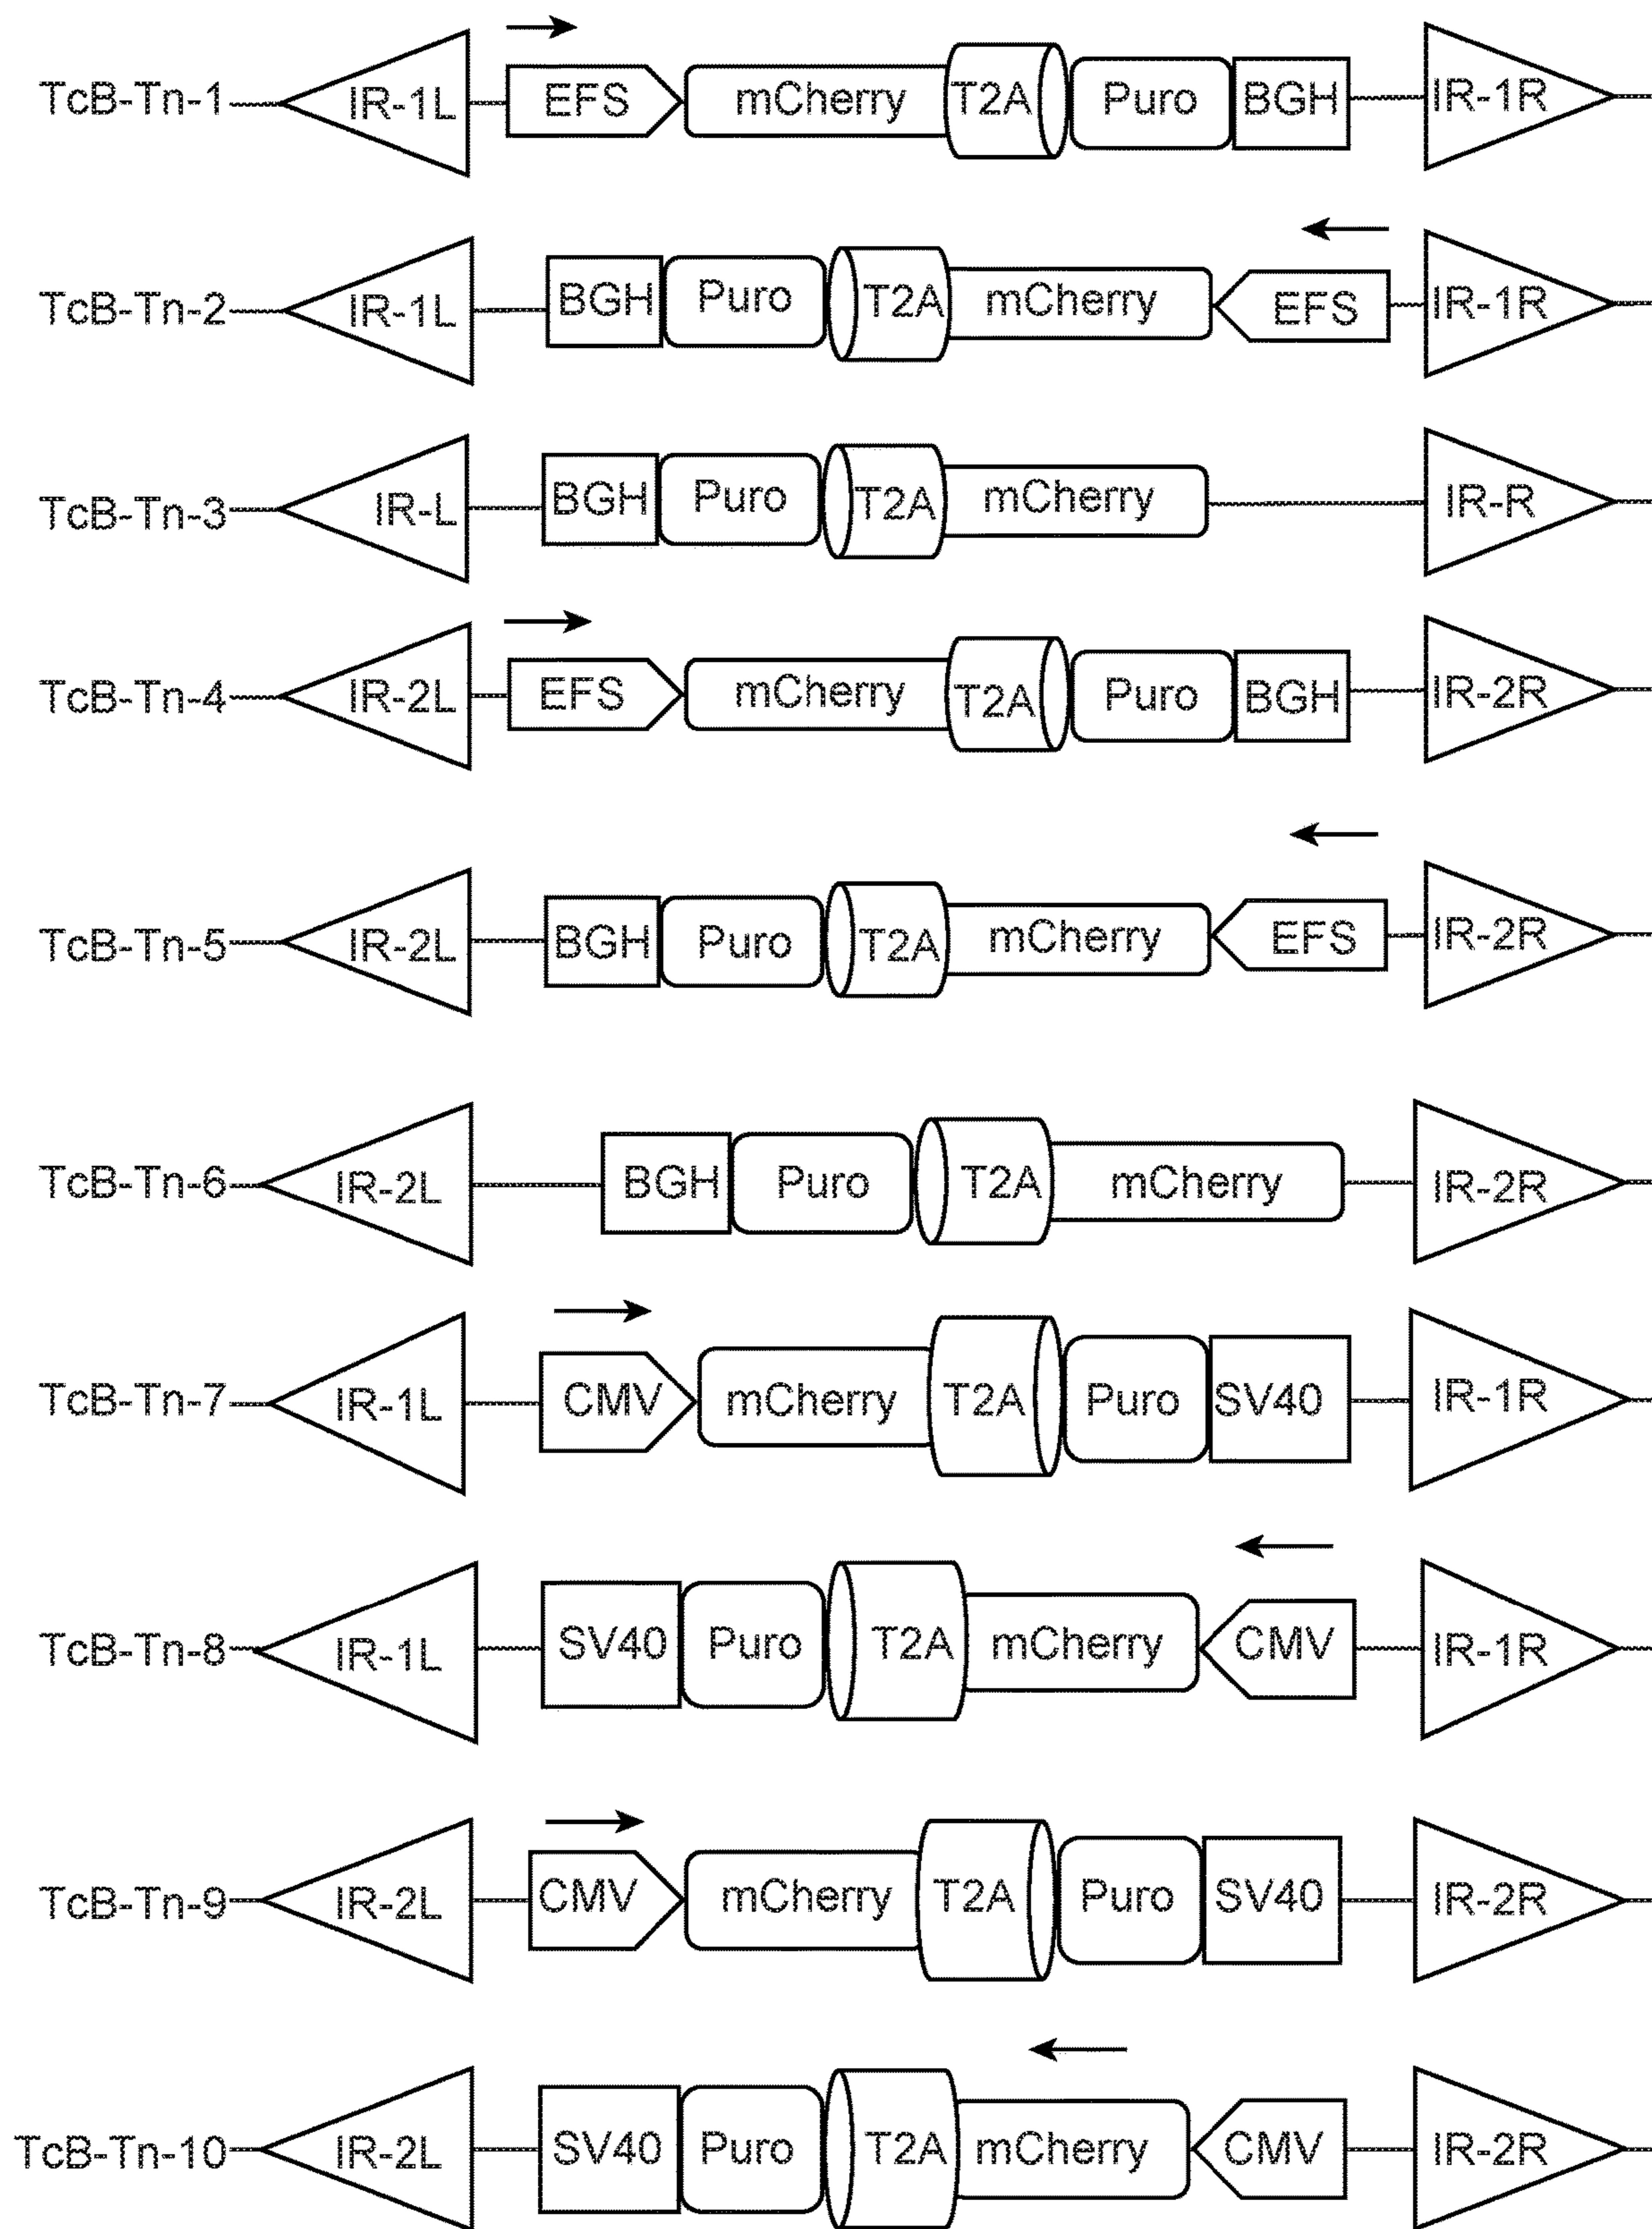 TcB-Tn-1 IR-1L EFS mCherry T2A Puro BGH IR-1R
TcB-Tn-2 IR-1L BGH Puro T2A mCherry EFS IR-1R
TcB-Tn-3 IR-L BGH Puro T2A mCherry IR-R
TcB-Tn-4 IR-2L EFS mCherry T2A Puro BGH IR-2R
TcB-Tn-5 IR-2L BGH Puro T2A mCherry EFS IR-2R
TcB-Tn-6 IR-2L BGH Puro T2A mCherry IR-2R
TcB-Tn-7 IR-1L CMV mCherry T2A Puro SV40 IR-1R
TcB-Tn-8 IR-1L SV40 Puro T2A mCherry CMV IR-1R
TcB-Tn-9 IR-2L CMV mCherry T2A Puro SV40 IR-2R
TcB-Tn-10 IR-2L SV40 Puro T2A mCherry CMV IR-2R